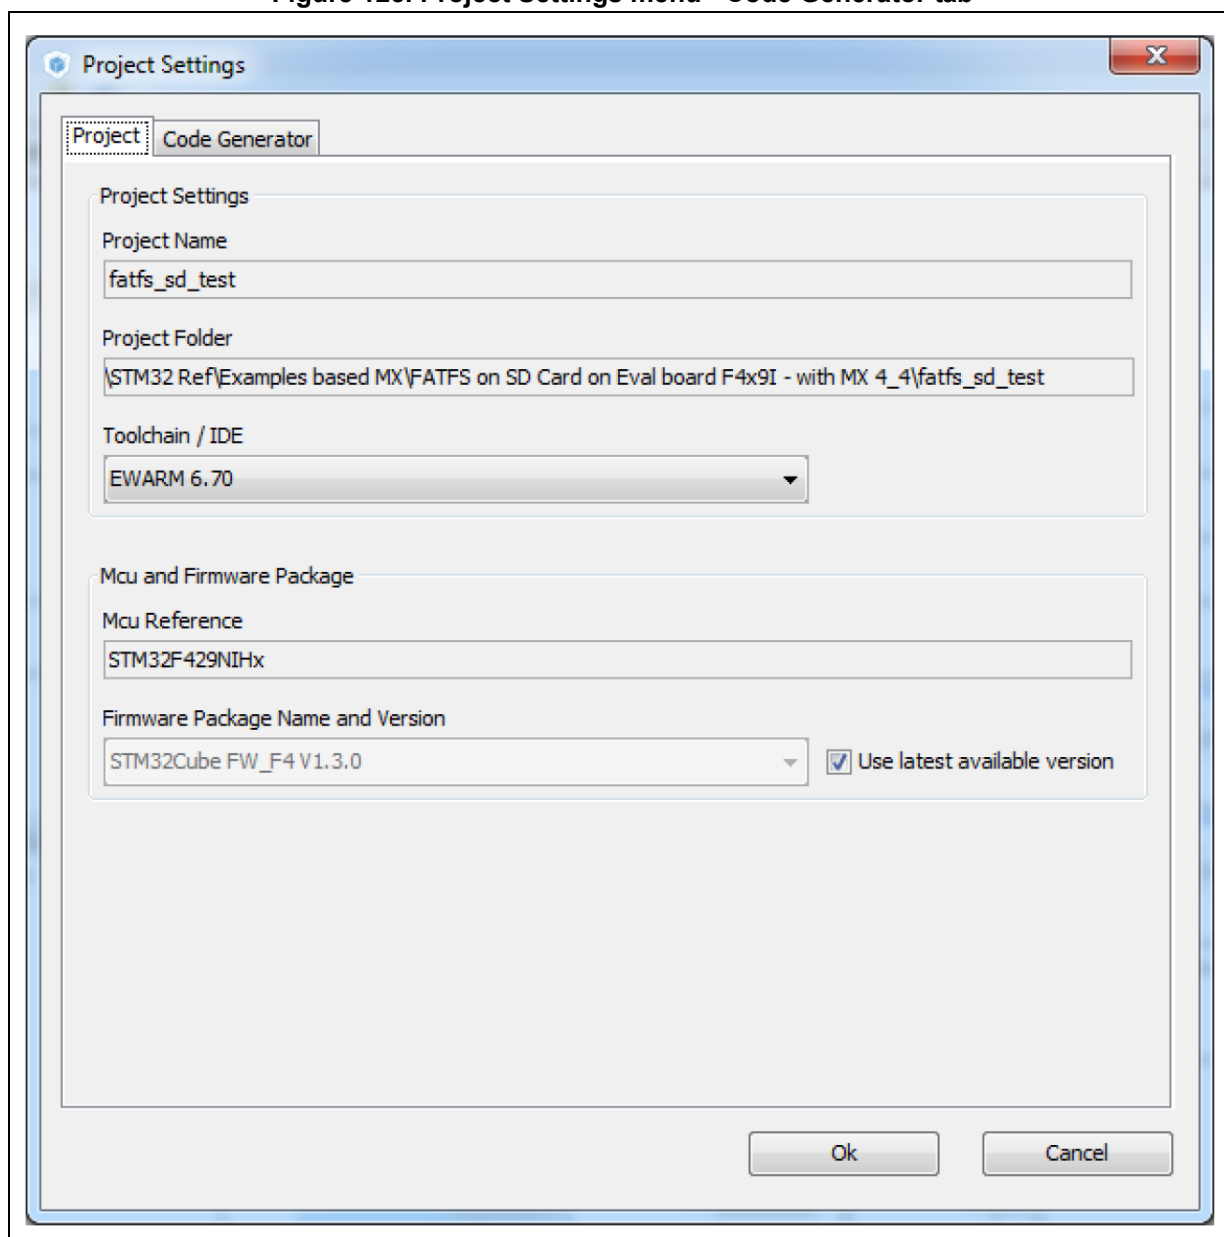 Project Settings
Project
Code Generator
Project Settings
Project Name
fatfs_sd_test
Project Folder
\STM32 Ref\Examples based MX\FATFS on SD Card on Eval board F4x9I - with MX 4_4\fatfs_sd_test
Toolchain / IDE
EWARM 6.70
Mcu and Firmware Package
Mcu Reference
STM32F429NIHx
Firmware Package Name and Version
STM32Cube FW_F4 V1.3.0
Use latest available version
Ok
Cancel